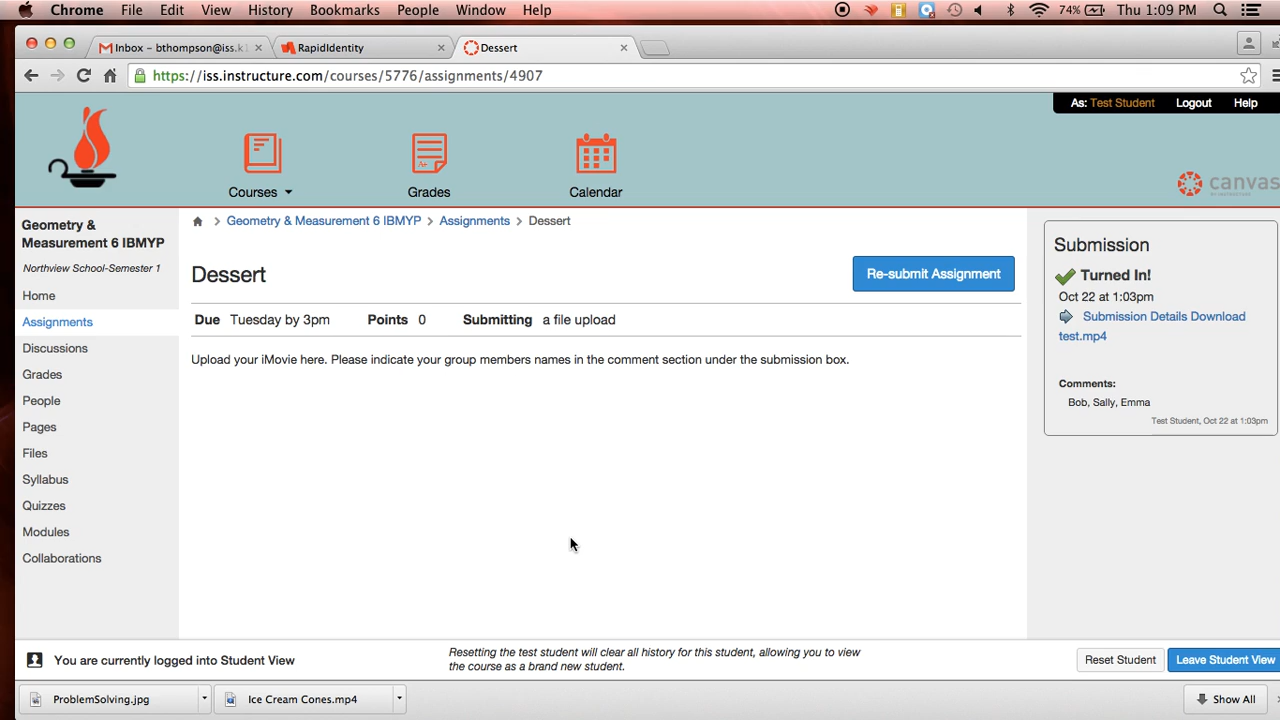 Chrome File Edit View History Bookmarks People Window Help 74% Thu 1:09 PM
Inbox – bthompson@iss.k1 RapidIdentity Dessert
https://iss.instructure.com/courses/5776/assignments/4907
As: Test Student Logout Help
Courses Grades Calendar
canvas
Geometry &
Measurement 6 IBMYP
Northview School-Semester 1
Home
Assignments
Discussions
Grades
People
Pages
Files
Syllabus
Quizzes
Modules
Collaborations
Geometry & Measurement 6 IBMYP > Assignments > Dessert
Dessert
Re-submit Assignment
Due Tuesday by 3pm Points 0 Submitting a file upload
Upload your iMovie here. Please indicate your group members names in the comment section under the submission box.
Submission
Turned In!
Oct 22 at 1:03pm
Submission Details Download
test.mp4
Comments:
Bob, Sally, Emma
Test Student, Oct 22 at 1:03pm
You are currently logged into Student View
Resetting the test student will clear all history for this student, allowing you to view
the course as a brand new student.
Reset Student Leave Student View
ProblemSolving.jpg Ice Cream Cones.mp4 Show All